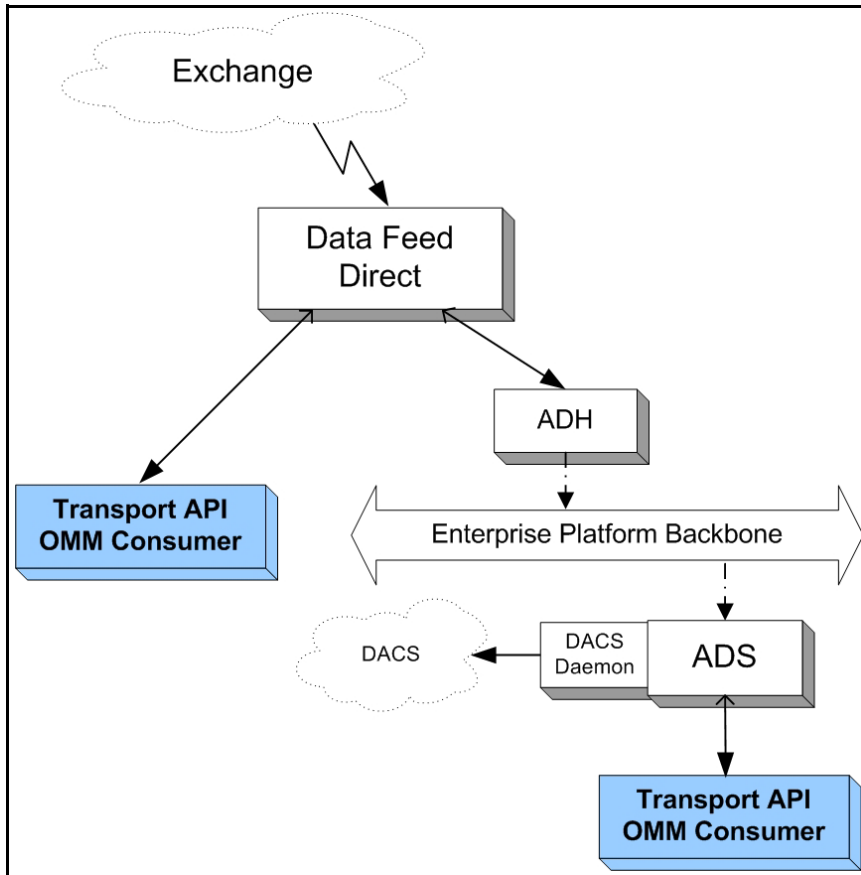 Exchange
Data Feed
Direct
ADH
Transport API
OMM Consumer
Enterprise Platform Backbone
DACS
DACS
Daemon
ADS
Transport API
OMM Consumer